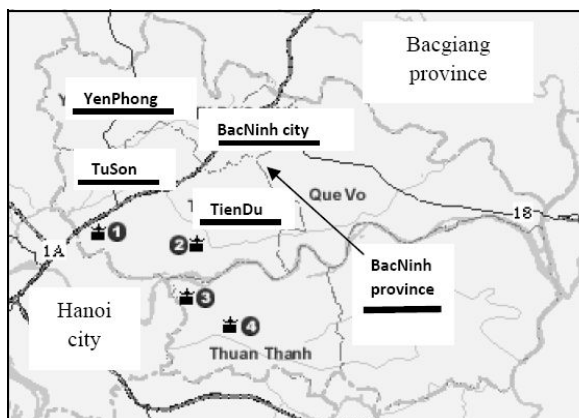 Bacgiang
province
YenPhong
BacNinh city
TuSon
Que Vo
TienDu
18
1
2
1A
BacNinh
province
3
Hanoi
city
4
Thuan Thanh